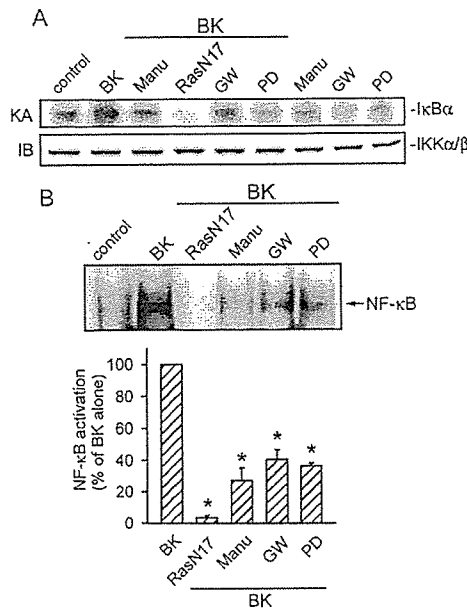 A
BK
control BK Manu RasN17 GW PD Manu GW PD
KA -IκBα
IB -IKKα/β
B
BK
control BK RasN17 Manu GW PD
←NF-κB
NF-κB activation
(% of BK alone)
100
80
60
40
20
0
* * * *
BK RasN17 Manu GW PD
BK